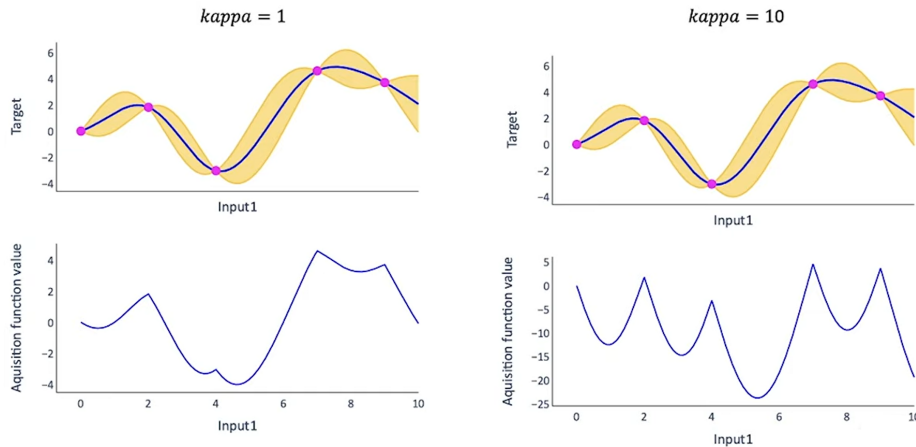 kappa = 1
6
4
2
0
−2
−4
Target
Input1
4
2
0
−2
−4
Aquisition function value
0 2 4 6 8 10
Input1
kappa = 10
6
4
2
0
−2
−4
Target
Input1
5
0
−5
−10
−15
−20
−25
Aquisition function value
0 2 4 6 8 10
Input1